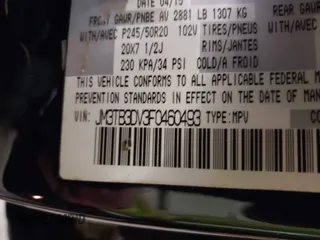 DATE 04/15
FRONT GAWR/PNBE AV 2881 LB 1307 KG
WITH/AVEC P245/50R20 102V TIRES/PNEUS
20X7 1/2J RIMS/JANTES
230 KPA/34 PSI COLD/A FROID
THIS VEHICLE CONFORMS TO ALL APPLICABLE FEDERAL
PREVENTION STANDARDS IN EFFECT ON THE DATE OF
VIN: JM3TB3DV3F0460493 TYPE: MPV
WITH/AVEC